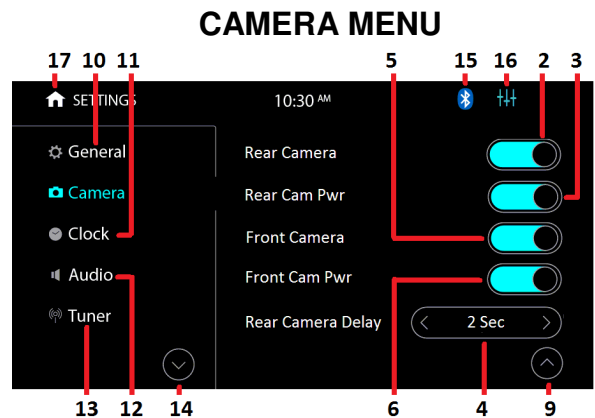 CAMERA MENU
17 10 11 5 15 16 2 3
SETTINGS 10:30 AM
General Rear Camera
Camera Rear Cam Pwr
Clock Front Camera
Audio Front Cam Pwr
Tuner Rear Camera Delay 2 Sec
13 12 14 6 4 9